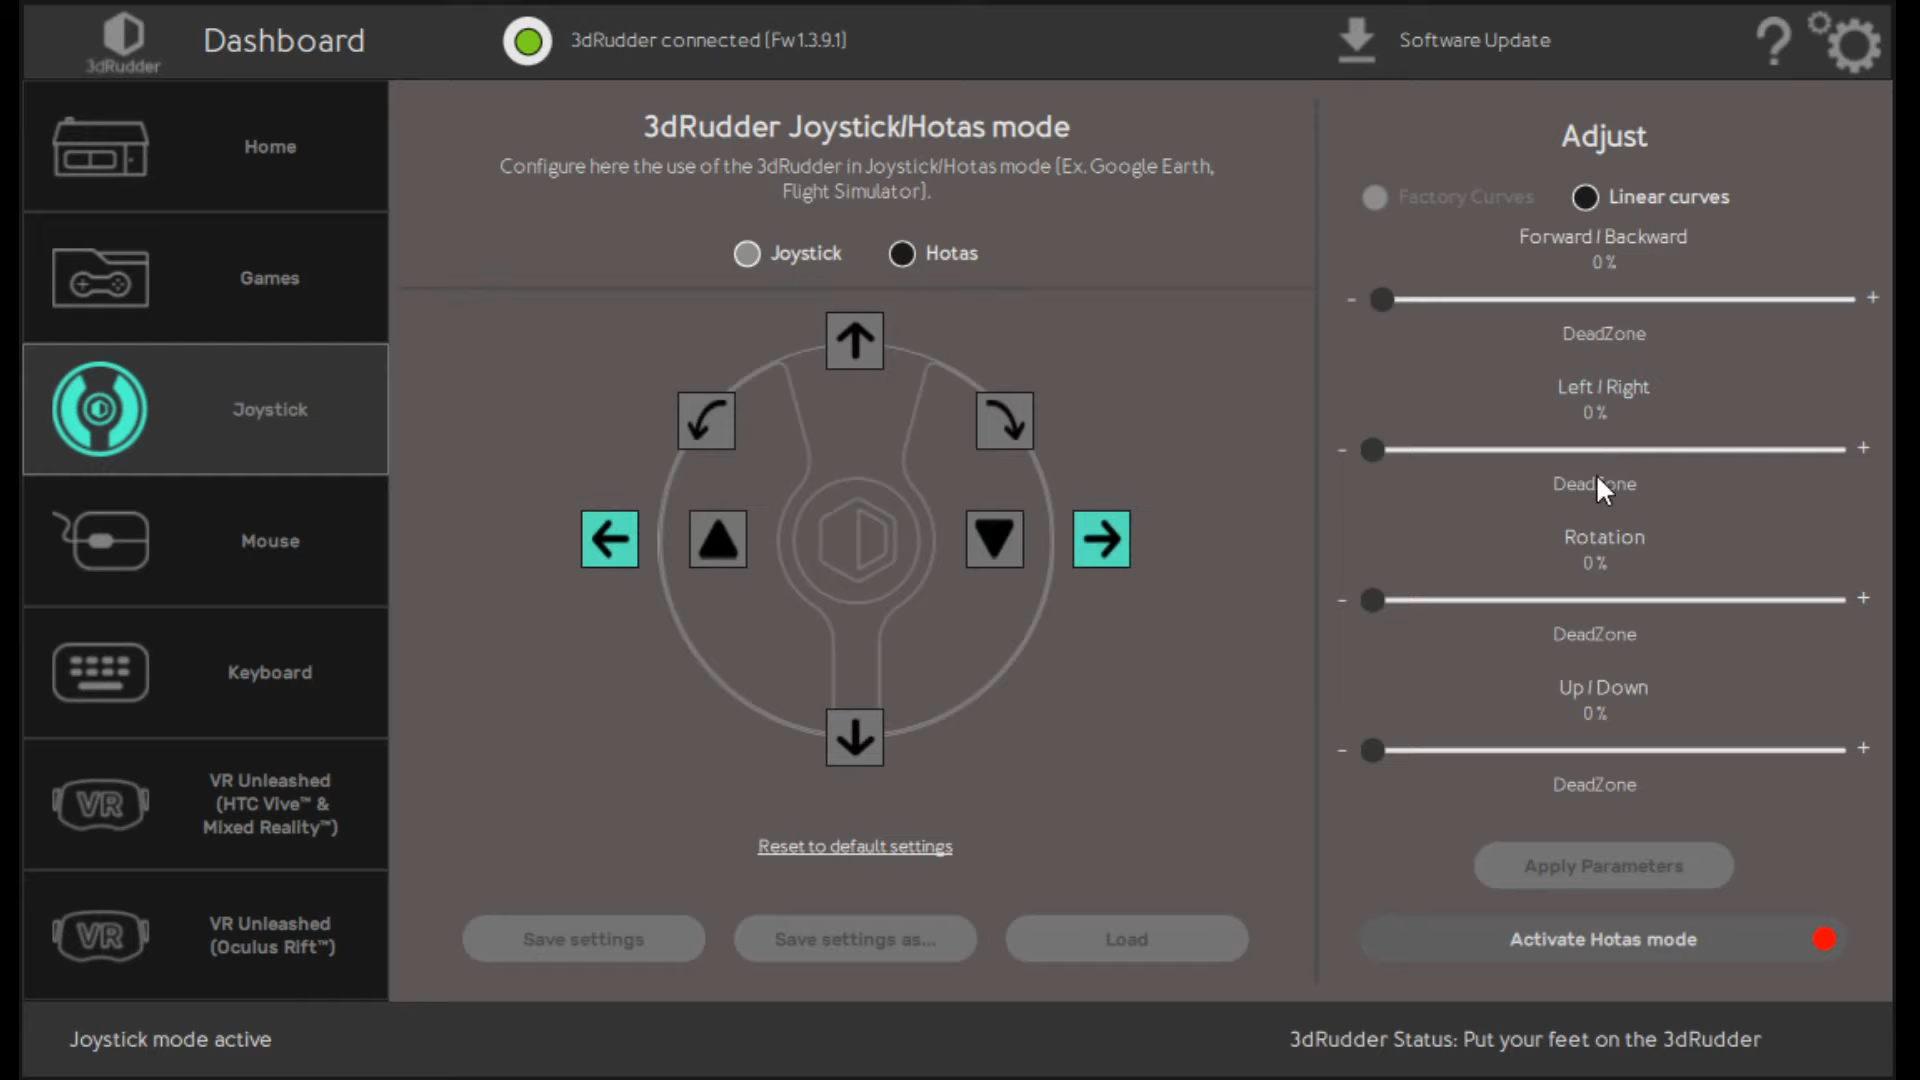 3dRudder
Dashboard
3dRudder connected (Fw1.3.9.1)
Software Update
Home
Games
Joystick
Mouse
Keyboard
VR
VR Unleashed
(HTC Vive™ &
Mixed Reality™)
VR
VR Unleashed
(Oculus Rift™)
3dRudder Joystick/Hotas mode
Configure here the use of the 3dRudder in Joystick/Hotas mode (Ex. Google Earth,
Flight Simulator).
Joystick
Hotas
Reset to default settings
Save settings
Save settings as...
Load
Adjust
Factory Curves
Linear curves
Forward / Backward
0 %
- +
DeadZone
Left / Right
0 %
- +
DeadZone
Rotation
0 %
- +
DeadZone
Up / Down
0 %
- +
DeadZone
Apply Parameters
Activate Hotas mode
Joystick mode active
3dRudder Status: Put your feet on the 3dRudder